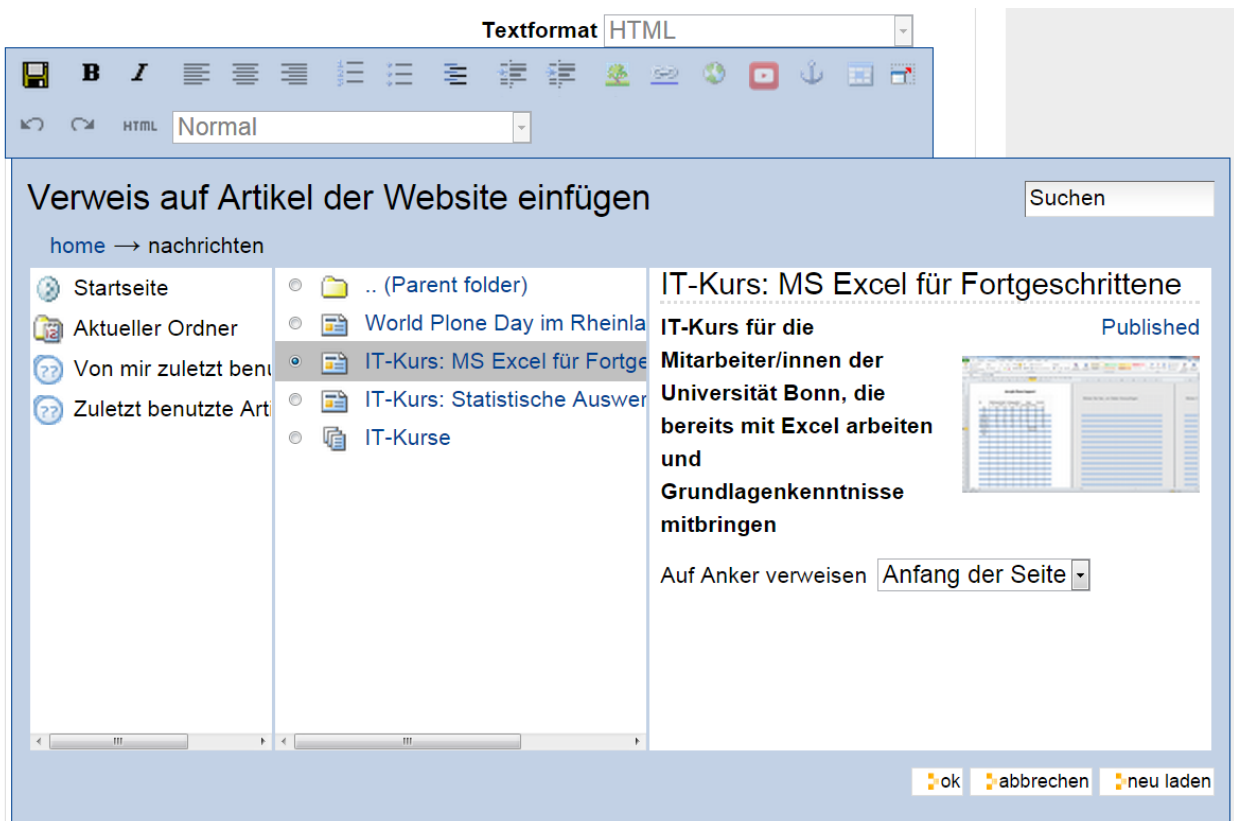 Textformat HTML
B I
HTML Normal
Verweis auf Artikel der Website einfügen
Suchen
home → nachrichten
Startseite
Aktueller Ordner
Von mir zuletzt benu
Zuletzt benutzte Arti
.. (Parent folder)
World Plone Day im Rheinla
IT-Kurs: MS Excel für Fortge
IT-Kurs: Statistische Auswer
IT-Kurse
IT-Kurs: MS Excel für Fortgeschrittene
Published
IT-Kurs für die
Mitarbeiter/innen der
Universität Bonn, die
bereits mit Excel arbeiten
und
Grundlagenkenntnisse
mitbringen
Auf Anker verweisen Anfang der Seite
ok abbrechen neu laden